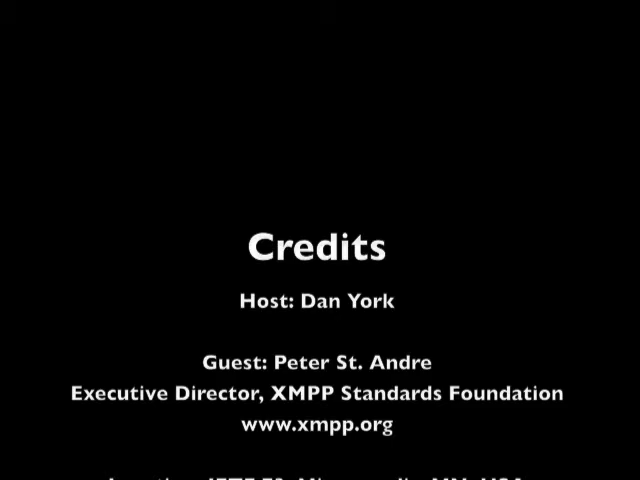 Credits
Host: Dan York
Guest: Peter St. Andre
Executive Director, XMPP Standards Foundation
www.xmpp.org